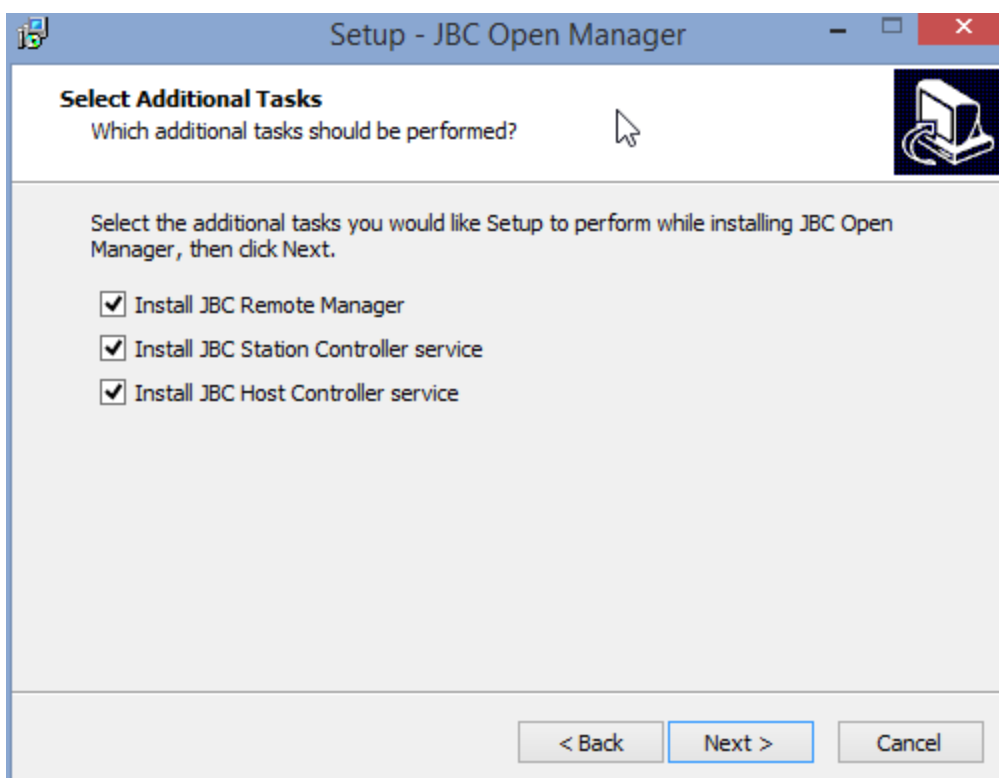 Setup - JBC Open Manager
Select Additional Tasks
Which additional tasks should be performed?
Select the additional tasks you would like Setup to perform while installing JBC Open
Manager, then click Next.
Install JBC Remote Manager
Install JBC Station Controller service
Install JBC Host Controller service
< Back Next > Cancel